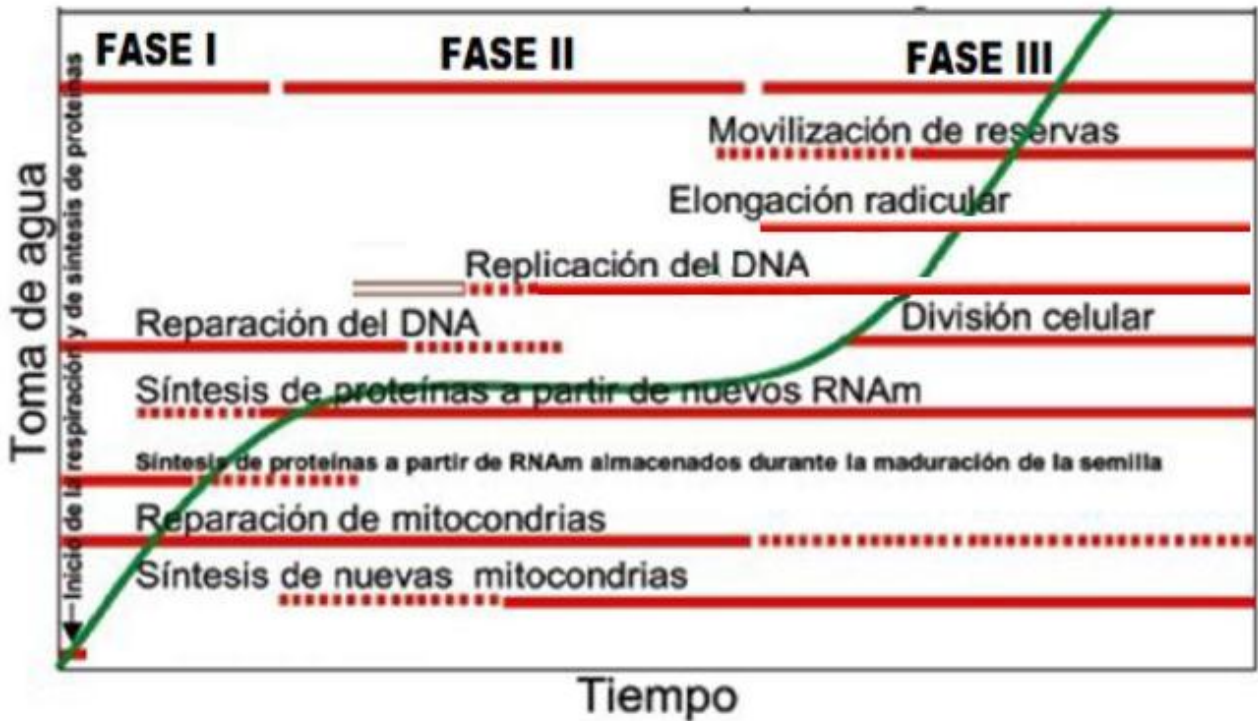 FASE I
FASE II
FASE III
Movilización de reservas
Elongación radicular
Replicación del DNA
Reparación del DNA
División celular
Síntesis de proteínas a partir de nuevos RNAm
Síntesis de proteínas a partir de RNAm almacenados durante la maduración de la semilla
Reparación de mitocondrias
Síntesis de nuevas mitocondrias
Inicio de la respiración y de síntesis de proteínas
Toma de agua
Tiempo